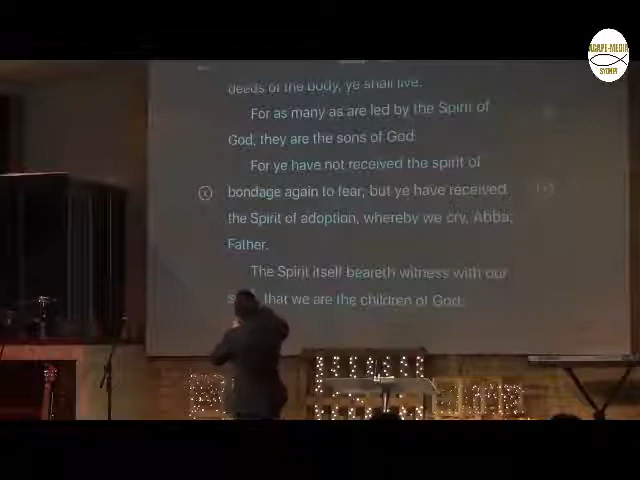 AGAPE-MEDIA
SYDNEY
deeds of the body, ye shall live.
For as many as are led by the Spirit of
God, they are the sons of God.
For ye have not received the spirit of
bondage again to fear; but ye have received
the Spirit of adoption, whereby we cry, Abba,
Father.
The Spirit itself beareth witness with our
that we are the children of God: